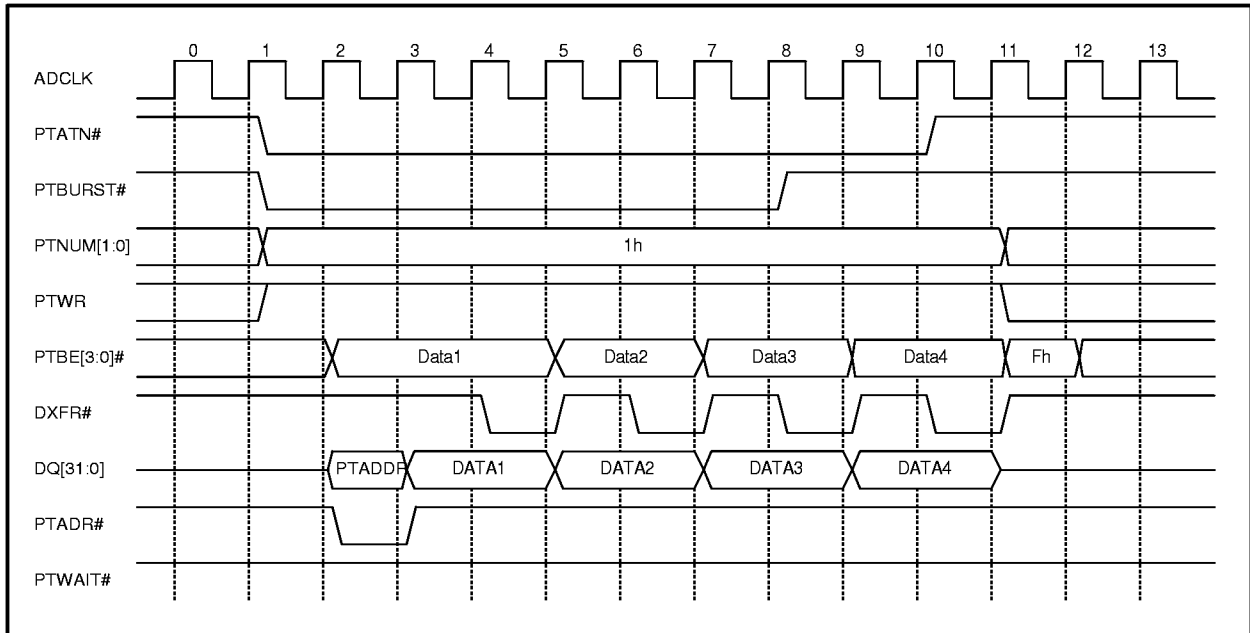 0 1 2 3 4 5 6 7 8 9 10 11 12 13
ADCLK
PTATN#
PTBURST#
PTNUM[1:0] 1h
PTWR
PTBE[3:0]# Data1 Data2 Data3 Data4 Fh
DXFR#
DQ[31:0] PTADDR DATA1 DATA2 DATA3 DATA4
PTADR#
PTWAIT#